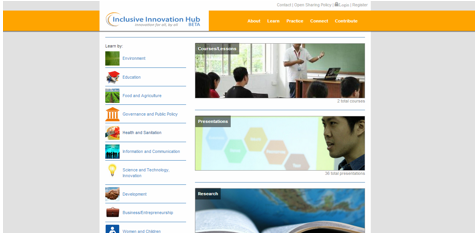 Contact | Open Sharing Policy | Login | Register
Inclusive Innovation Hub
BETA
About Learn Practice Connect Contribute
Learn by:
Environment
Education
Food and Agriculture
Governance and Public Policy
Health and Sanitation
Information and Communication
Science and Technology,
Innovation
Development
Business/Entrepreneurship
Women and Children
Courses/Lessons
2 total courses
Presentations
36 total presentations
Research